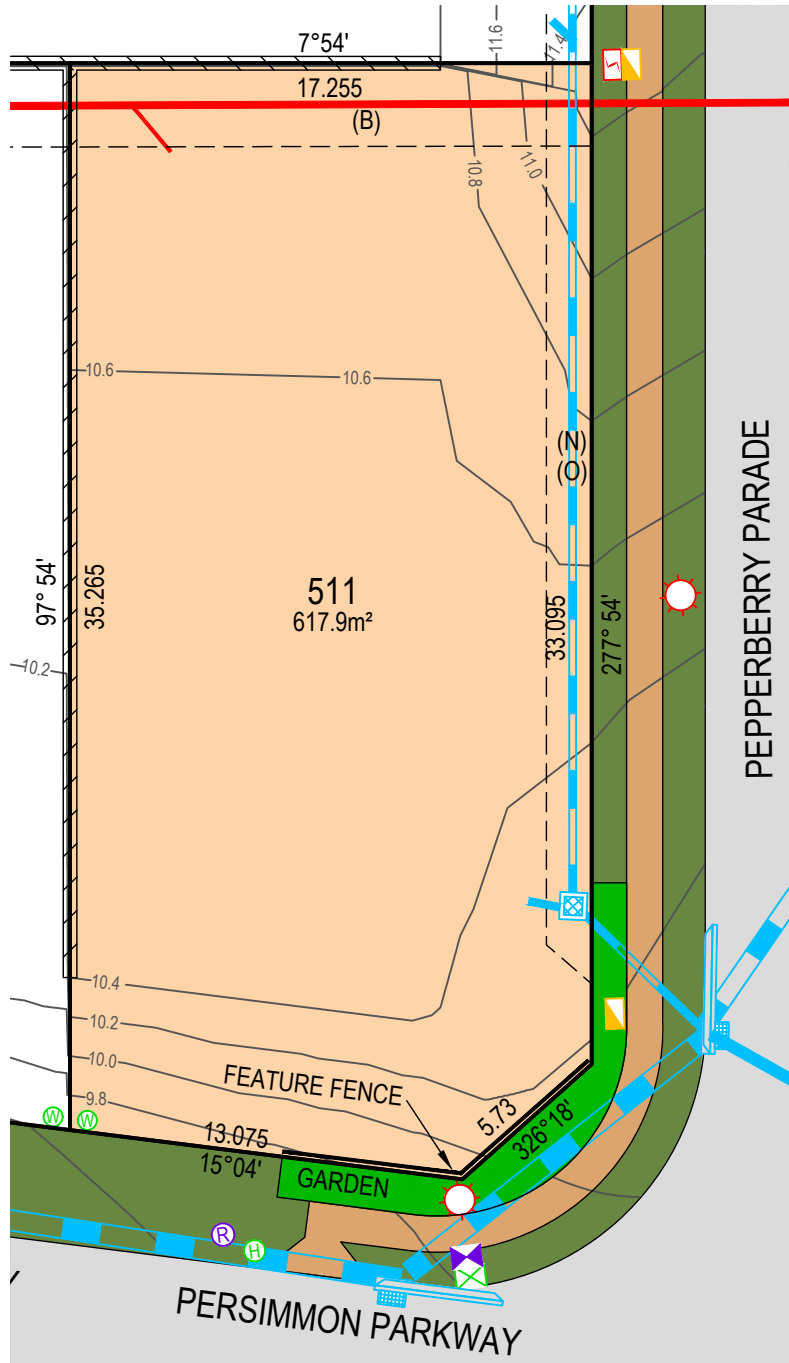 7°54'
11.6
11.4
17.255
(B)
10.8
11.0
10.6
10.6
(N)
(O)
PEPPERBERRY PARADE
97° 54'
35.265
511
617.9m²
33.095
277° 54'
10.2
10.4
10.2
10.0
9.8
FEATURE FENCE
5.73
326°18'
W
W
13.075
15°04'
GARDEN
R
H
PERSIMMON PARKWAY
Y